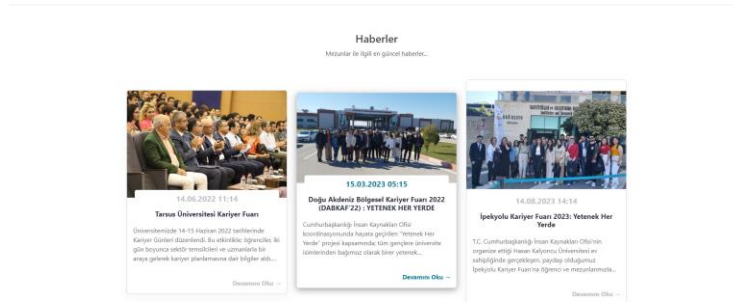 Haberler
Mezunlar ile ilgili en güncel haberler...
14.06.2022 11:14
Tarsus Üniversitesi Kariyer Fuarı
Üniversitemizde 14-15 Haziran 2022 tarihlerinde
Kariyer Günleri düzenlendi. Bu etkinlikte; öğrenciler, iki
gün boyunca sektör temsilcileri ve uzmanlarla bir
araya gelerek kariyer planlamasına dair bilgiler aldı....
Devamını Oku →
15.03.2023 05:15
Doğu Akdeniz Bölgesel Kariyer Fuarı 2022
(DABKAF'22) : YETENEK HER YERDE
Cumhurbaşkanlığı İnsan Kaynakları Ofisi
koordinasyonunda hayata geçirilen "Yetenek Her
Yerde" projesi kapsamında; tüm gençlere üniversite
isimlerinden bağımsız olarak birer yetenek...
Devamını Oku →
14.08.2023 14:14
İpekyolu Kariyer Fuarı 2023: Yetenek Her
Yerde
T.C. Cumhurbaşkanlığı İnsan Kaynakları Ofisi'nin
organize ettiği Hasan Kalyoncu Üniversitesi ev
sahipliğinde gerçekleşen, paydaşı olduğumuz
İpekyolu Kariyer Fuarı'na öğrenci ve mezunlarımızla...
Devamını Oku →